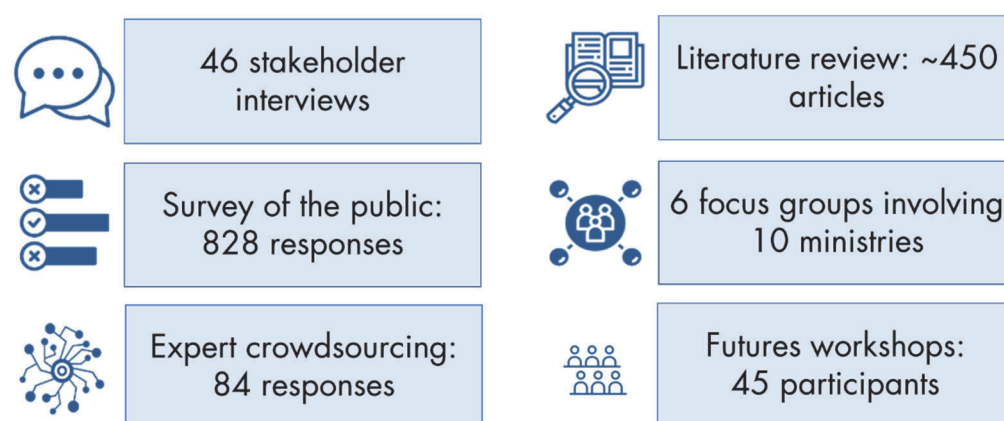 46 stakeholder
interviews
Literature review: ~450
articles
Survey of the public:
828 responses
6 focus groups involving
10 ministries
Expert crowdsourcing:
84 responses
Futures workshops:
45 participants